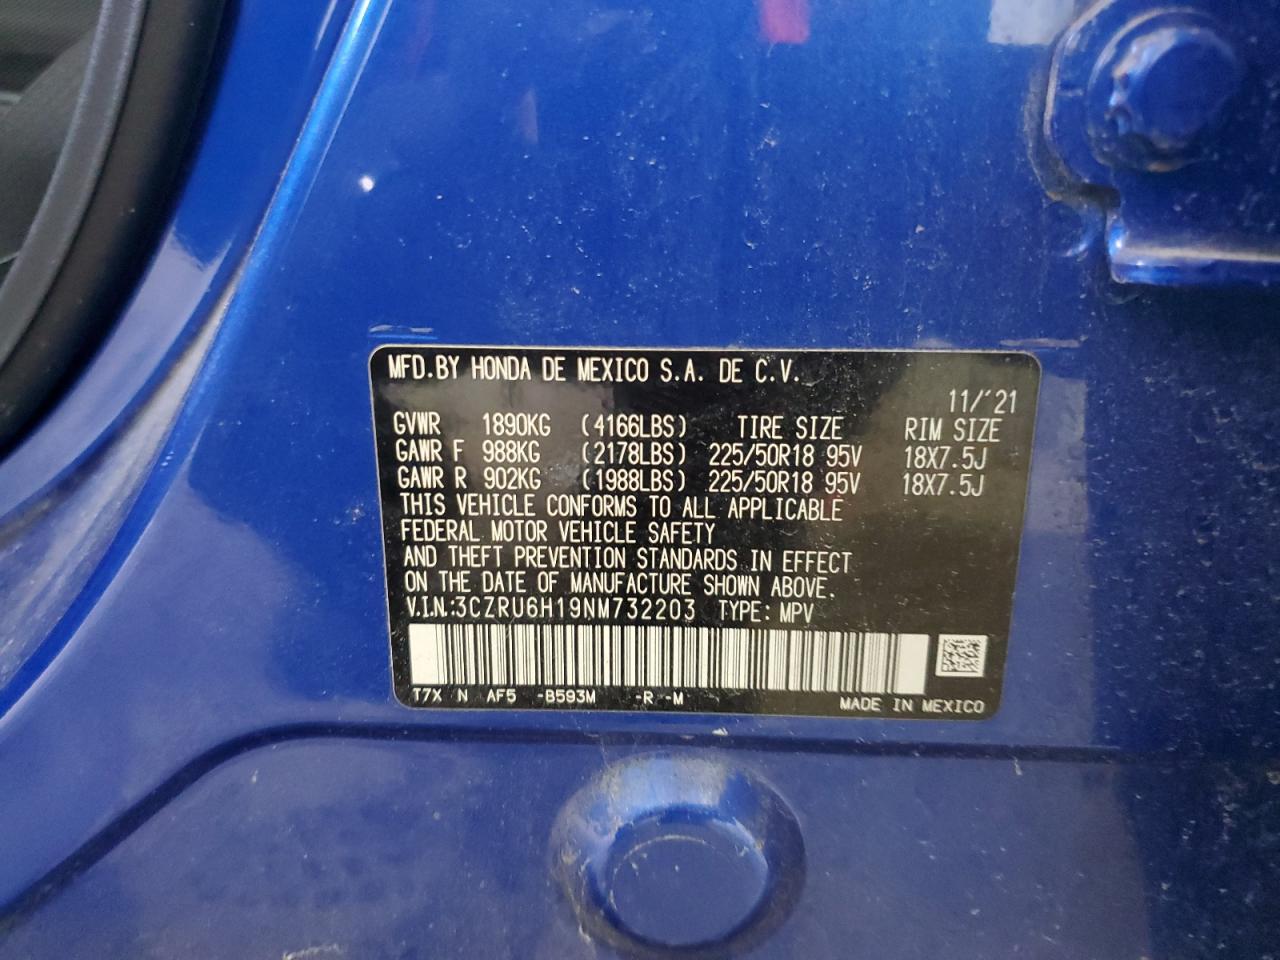 MFD.BY HONDA DE MEXICO S.A. DE C.V.
11/'21
GVWR 1890KG (4166LBS) TIRE SIZE RIM SIZE
GAWR F 988KG (2178LBS) 225/50R18 95V 18X7.5J
GAWR R 902KG (1988LBS) 225/50R18 95V 18X7.5J
THIS VEHICLE CONFORMS TO ALL APPLICABLE
FEDERAL MOTOR VEHICLE SAFETY
AND THEFT PREVENTION STANDARDS IN EFFECT
ON THE DATE OF MANUFACTURE SHOWN ABOVE.
V.I.N.:3CZRU6H19NM732203 TYPE: MPV
T7X N AF5 -B593M -R -M
MADE IN MEXICO